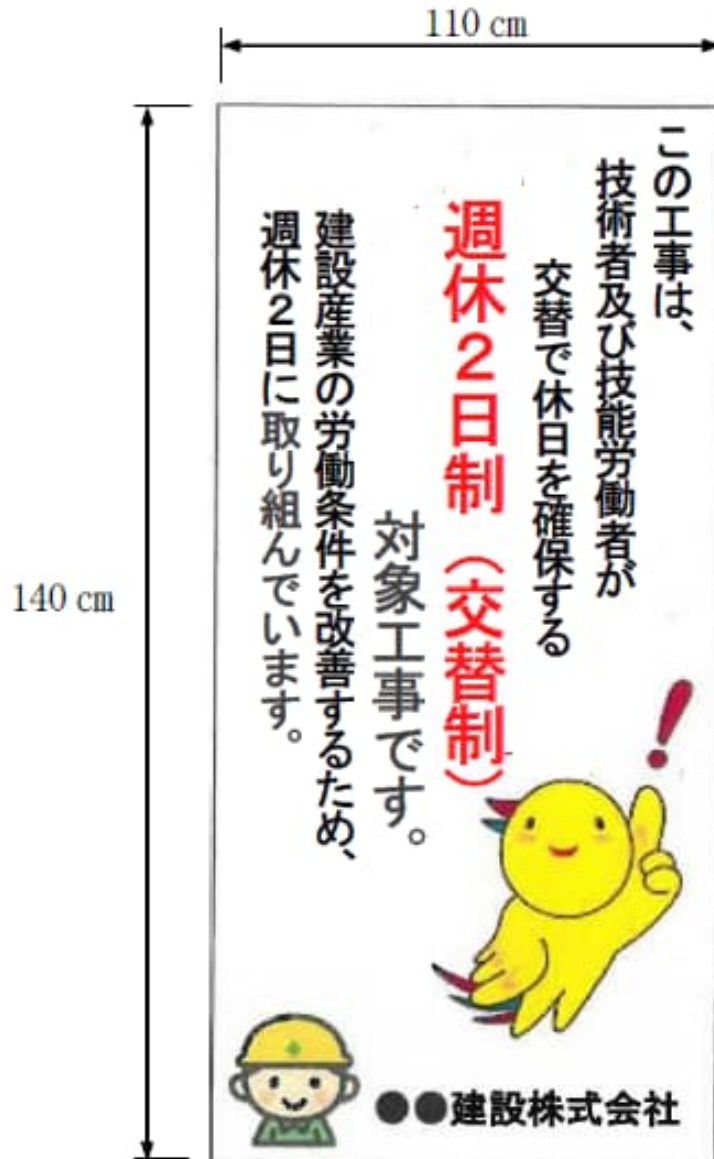 110 cm
140 cm
この工事は、
技術者及び技能労働者が
交替で休日を確保する
週休２日制（交替制）
対象工事です。
建設産業の労働条件を改善するため、
週休２日に取り組んでいます。
●●建設株式会社